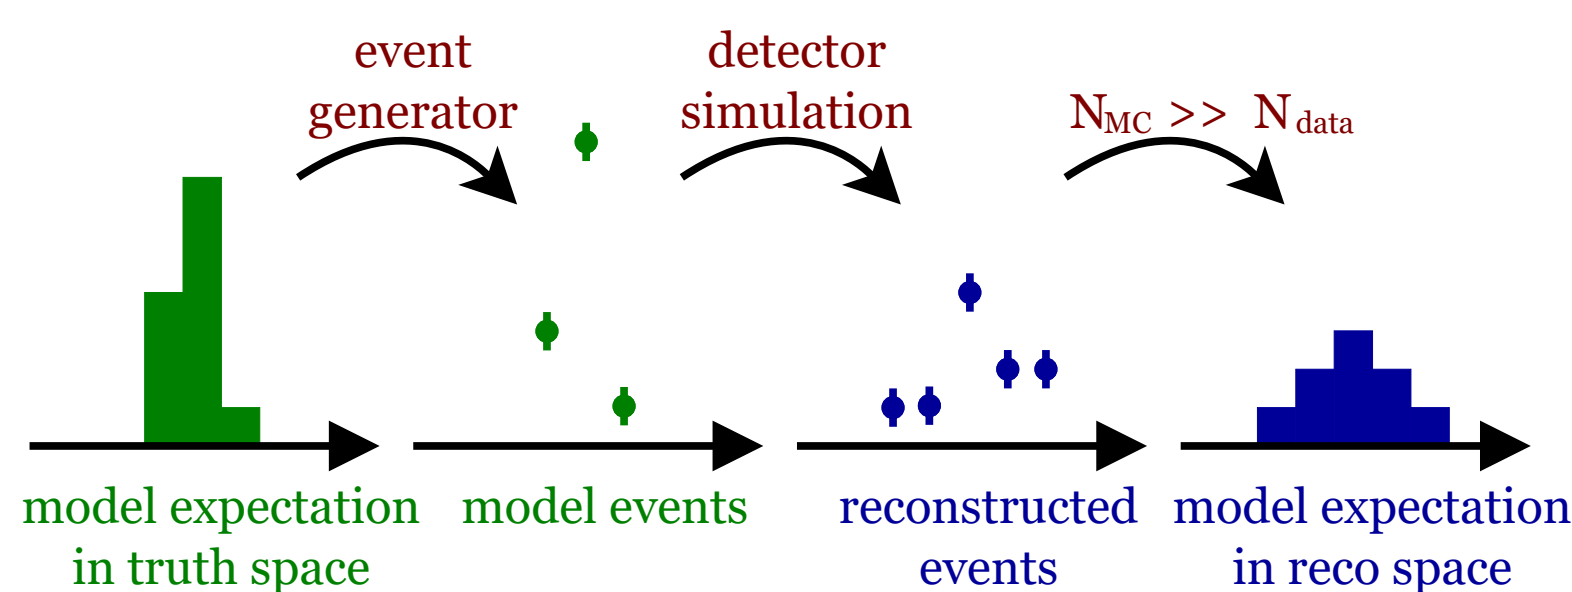 event
generator
detector
simulation
N_MC >> N_data
model expectation
in truth space
model events
reconstructed
events
model expectation
in reco space